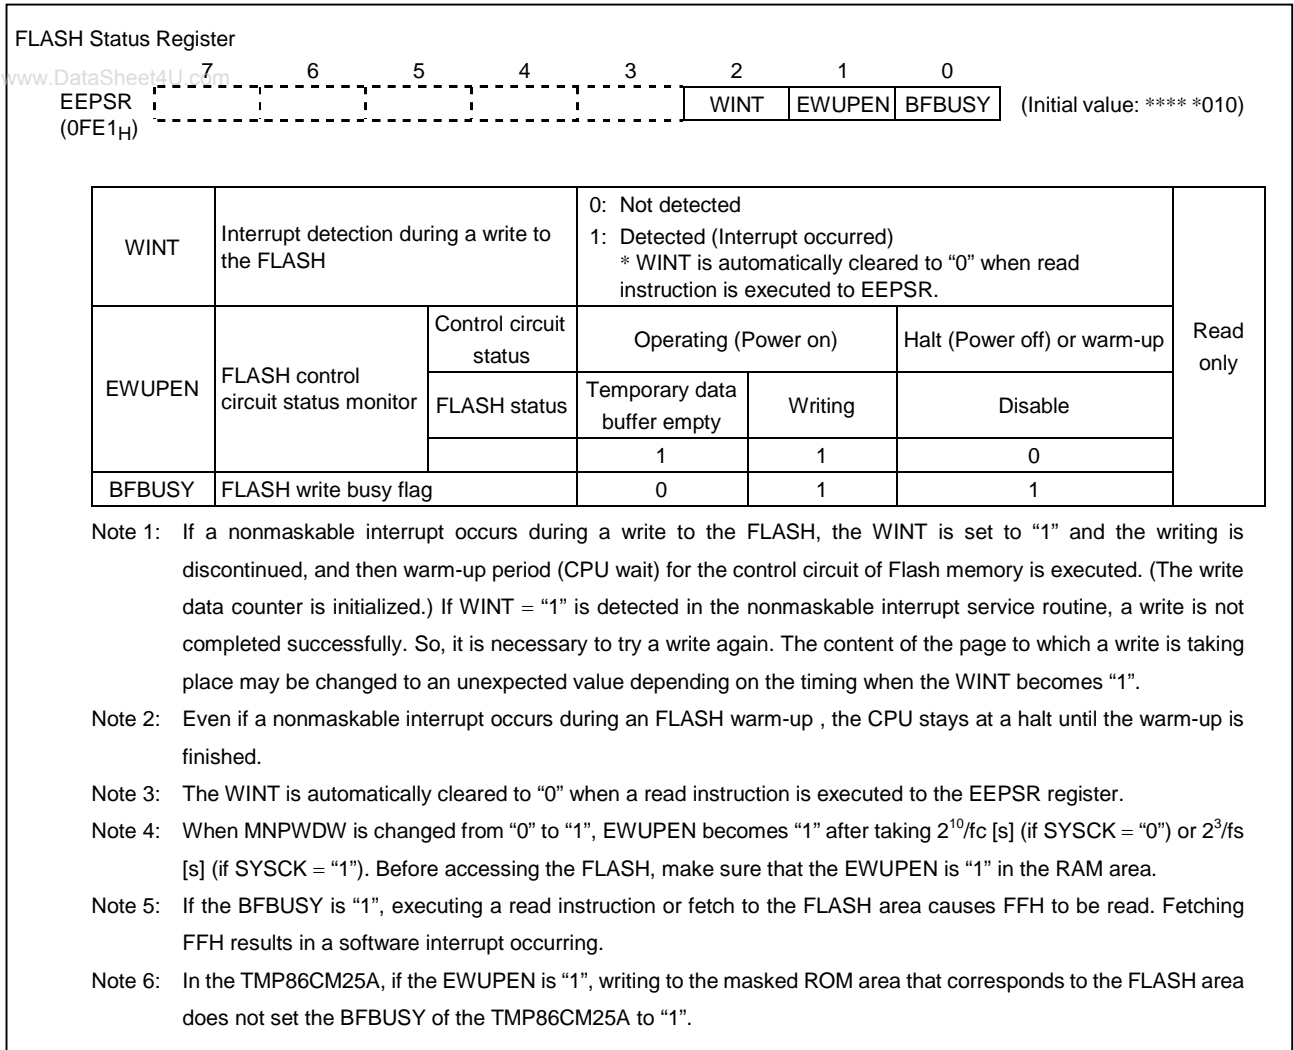 FLASH Status Register
www.DataSheet4U.com
7 6 5 4 3 2 1 0
EEPSR WINT EWUPEN BFBUSY (Initial value: **** *010)
(0FE1H)
WINT
Interrupt detection during a write to
the FLASH
0: Not detected
1: Detected (Interrupt occurred)
* WINT is automatically cleared to “0” when read
instruction is executed to EEPSR.
Read
only
EWUPEN
FLASH control
circuit status monitor
Control circuit
status
Operating (Power on)
Halt (Power off) or warm-up
FLASH status
Temporary data
buffer empty
Writing
Disable
1 1 0
BFBUSY FLASH write busy flag 0 1 1
Note 1: If a nonmaskable interrupt occurs during a write to the FLASH, the WINT is set to “1” and the writing is
discontinued, and then warm-up period (CPU wait) for the control circuit of Flash memory is executed. (The write
data counter is initialized.) If WINT = “1” is detected in the nonmaskable interrupt service routine, a write is not
completed successfully. So, it is necessary to try a write again. The content of the page to which a write is taking
place may be changed to an unexpected value depending on the timing when the WINT becomes “1”.
Note 2: Even if a nonmaskable interrupt occurs during an FLASH warm-up , the CPU stays at a halt until the warm-up is
finished.
Note 3: The WINT is automatically cleared to “0” when a read instruction is executed to the EEPSR register.
Note 4: When MNPWDW is changed from “0” to “1”, EWUPEN becomes “1” after taking 2¹⁰/fc [s] (if SYSCK = “0”) or 2³/fs
[s] (if SYSCK = “1”). Before accessing the FLASH, make sure that the EWUPEN is “1” in the RAM area.
Note 5: If the BFBUSY is “1”, executing a read instruction or fetch to the FLASH area causes FFH to be read. Fetching
FFH results in a software interrupt occurring.
Note 6: In the TMP86CM25A, if the EWUPEN is “1”, writing to the masked ROM area that corresponds to the FLASH area
does not set the BFBUSY of the TMP86CM25A to “1”.